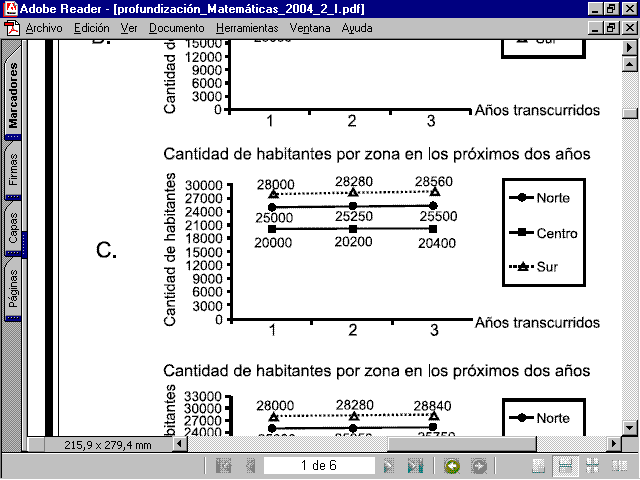 Adobe Reader - [profundización_Matemáticas_2004_2_I.pdf]
Archivo Edición Ver Documento Herramientas Ventana Ayuda
Marcadores
Firmas
Capas
Páginas
15000
12000
9000
6000
3000
0
Cantidad de
1 2 3
Años transcurridos
Cantidad de habitantes por zona en los próximos dos años
C.
Cantidad de habitantes
30000
27000
24000
21000
18000
15000
12000
9000
6000
3000
0
28000 28280 28560
25000 25250 25500
20000 20200 20400
1 2 3
Años transcurridos
Norte
Centro
Sur
Cantidad de habitantes por zona en los próximos dos años
33000
30000
27000
24000
28000 28280 28840
Norte
215,9 x 279,4 mm
1 de 6